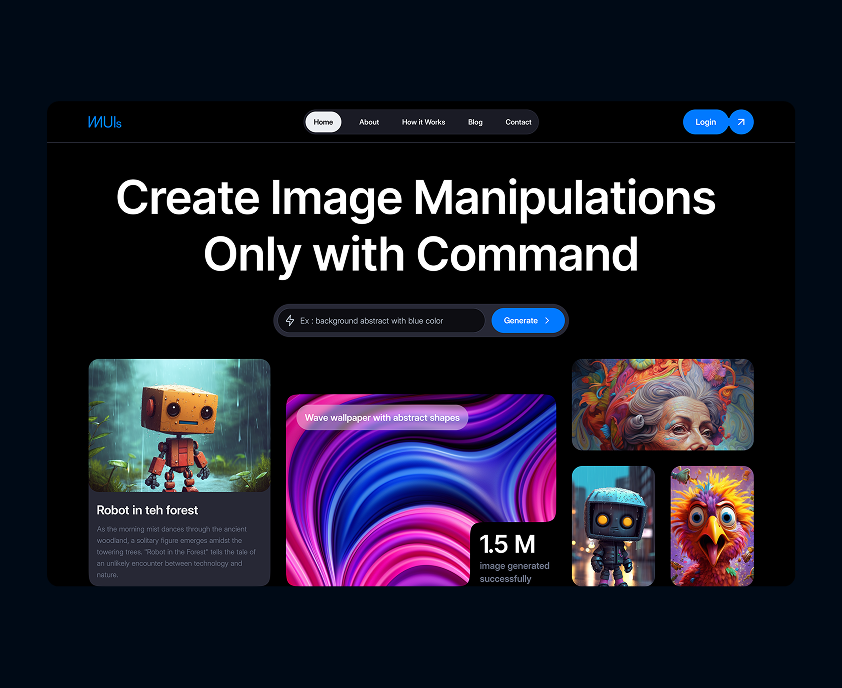 IMUIs
Home
About
How it Works
Blog
Contact
Login
Create Image Manipulations
Only with Command
Ex : background abstract with blue color
Generate
Robot in teh forest
As the morning mist dances through the ancient
woodland, a solitary figure emerges amidst the
towering trees. "Robot in the Forest" tells the tale of
an unlikely encounter between technology and
nature.
Wave wallpaper with abstract shapes
1.5 M
image generated
successfully